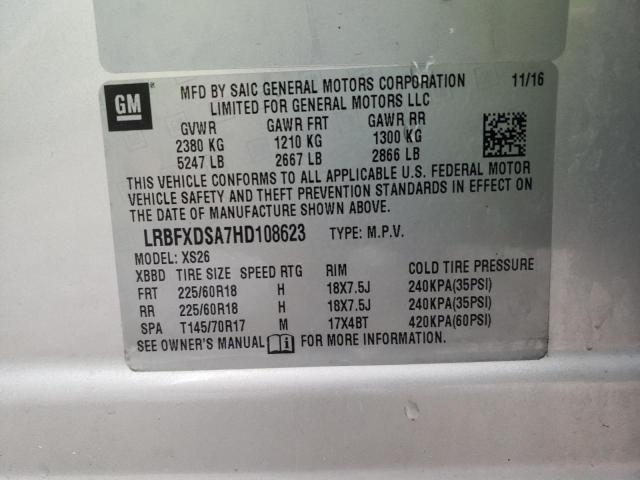 GM
MFD BY SAIC GENERAL MOTORS CORPORATION 11/16
LIMITED FOR GENERAL MOTORS LLC
GVWR GAWR FRT GAWR RR
2380 KG 1210 KG 1300 KG
5247 LB 2667 LB 2866 LB
THIS VEHICLE CONFORMS TO ALL APPLICABLE U.S. FEDERAL MOTOR
VEHICLE SAFETY AND THEFT PREVENTION STANDARDS IN EFFECT ON
THE DATE OF MANUFACTURE SHOWN ABOVE.
LRBFXDSA7HD108623 TYPE: M.P.V.
MODEL: XS26
XBBD TIRE SIZE SPEED RTG RIM COLD TIRE PRESSURE
FRT 225/60R18 H 18X7.5J 240KPA(35PSI)
RR 225/60R18 H 18X7.5J 240KPA(35PSI)
SPA T145/70R17 M 17X4BT 420KPA(60PSI)
SEE OWNER'S MANUAL i FOR MORE INFORMATION.